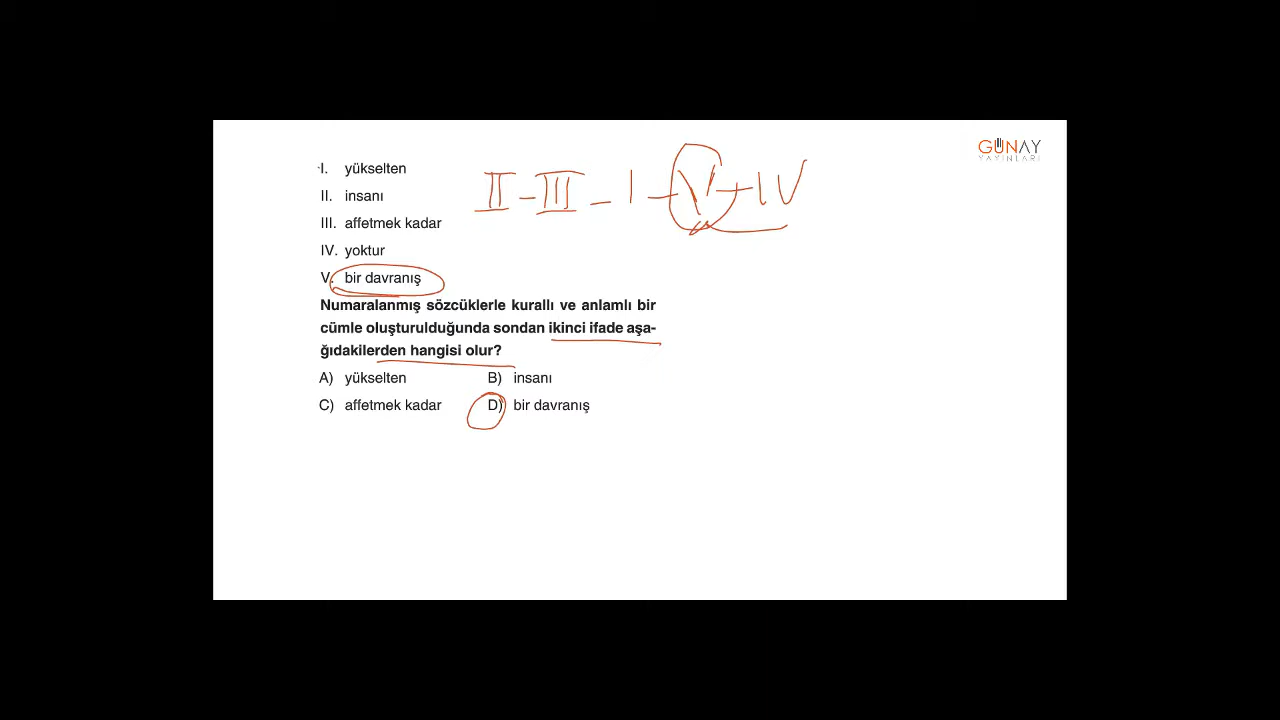 GÜNAY
YAYINLARI
I. yükselten
II. insanı
III. affetmek kadar
IV. yoktur
V. bir davranış
II - III - I - V - IV
Numaralanmış sözcüklerle kurallı ve anlamlı bir
cümle oluşturulduğunda sondan ikinci ifade aşa-
ğıdakilerden hangisi olur?
A) yükselten B) insanı
C) affetmek kadar D) bir davranış